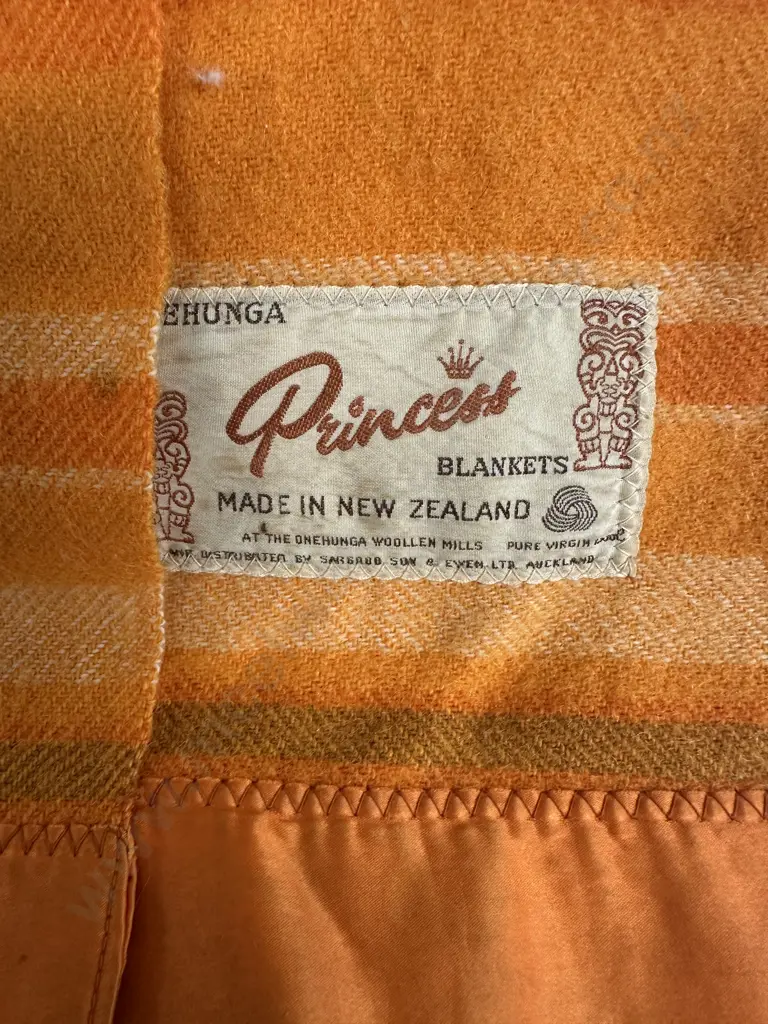 EHUNGA
Princess
BLANKETS
MADE IN NEW ZEALAND
AT THE ONEHUNGA WOOLLEN MILLS PURE VIRGIN WOOL
DISTRIBUTED BY SARGOOD SON & EWEN LTD. AUCKLAND